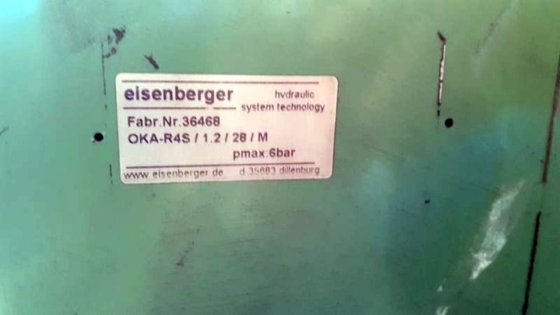 eisenberger
hydraulic
system technology
Fabr.Nr.36468
OKA-R4S / 1.2 / 28 / M
pmax.6bar
www eisenberger de d 35683 dillenburg